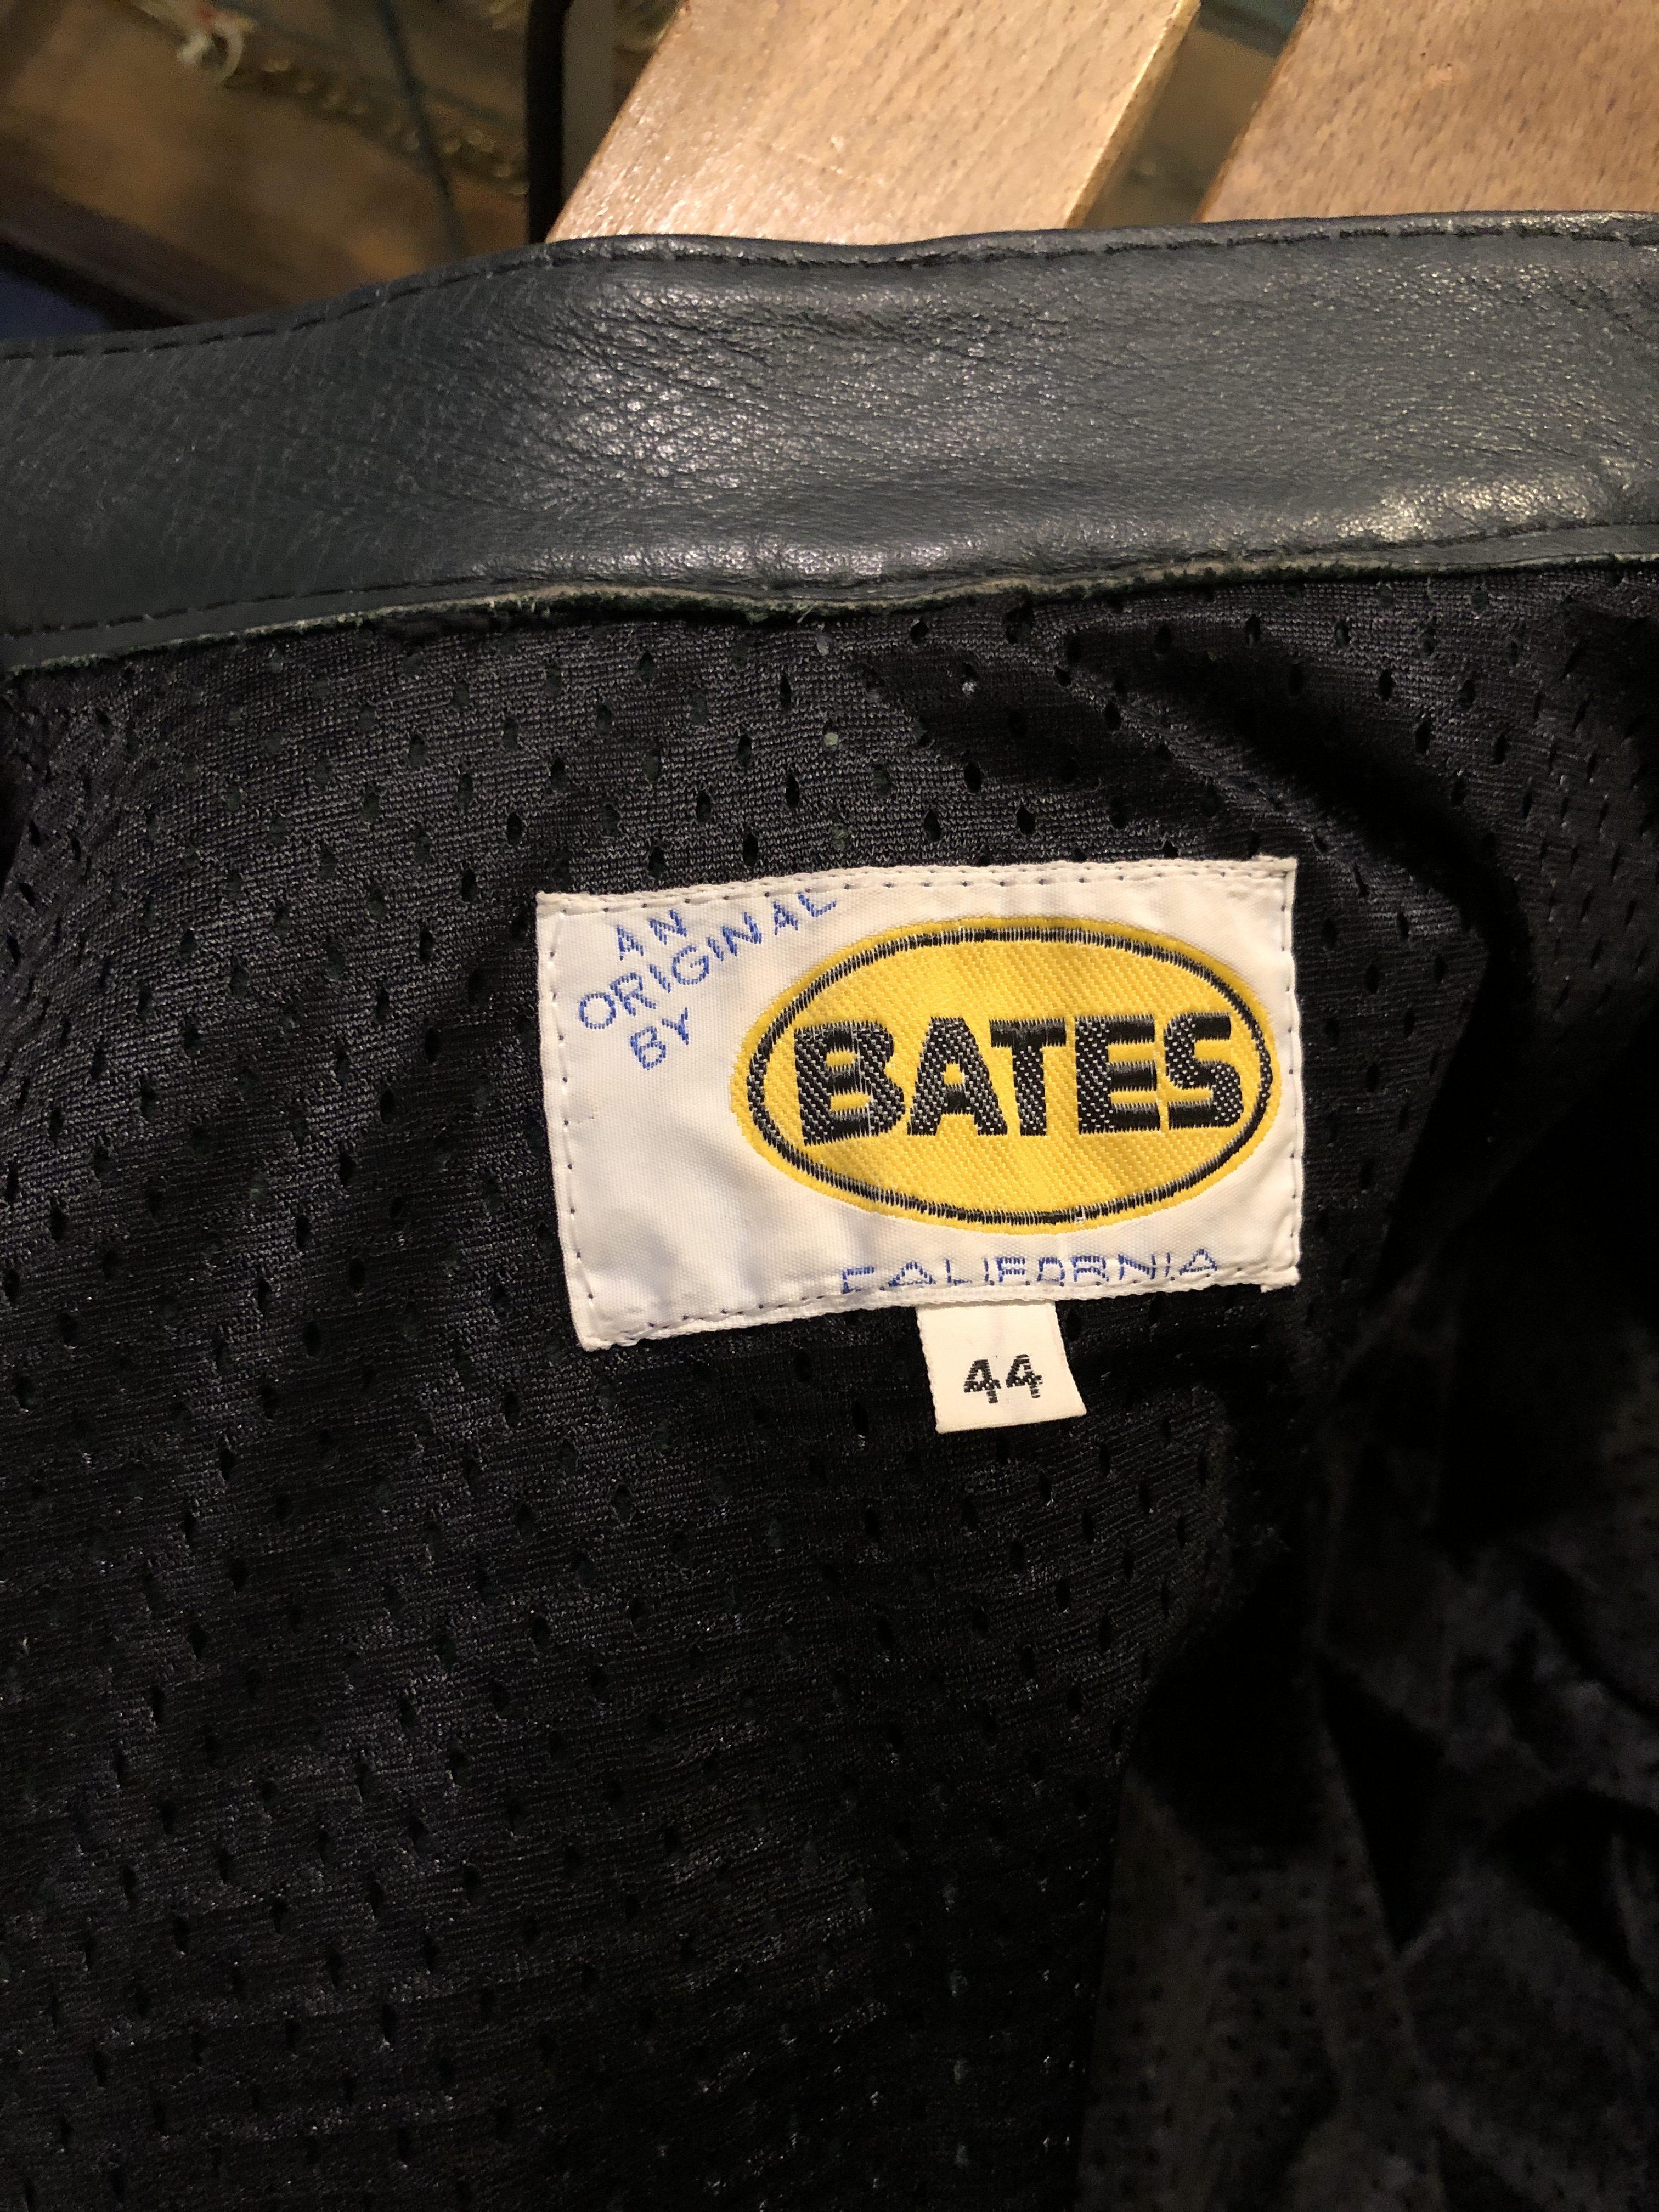 AN
ORIGINAL
BY
BATES
CALIFORNIA
44